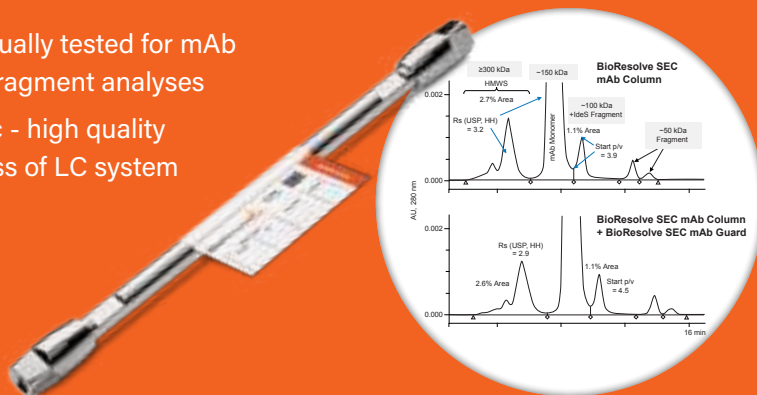 ually tested for mAb
ragment analyses
c - high quality
ss of LC system
BioResolve SEC
mAb Column
≥300 kDa
~150 kDa
HMWS
2.7% Area
~100 kDa
+IdeS Fragment
~50 kDa
Fragment
0.002
Rs (USP, HH)
= 3.2
mAb Monomer
1.1% Area
Start p/v
= 3.9
0.000
AU, 280 nm
BioResolve SEC mAb Column
+ BioResolve SEC mAb Guard
0.002
Rs (USP, HH)
= 2.9
2.6% Area
1.1% Area
Start p/v
= 4.5
0.000
16 min